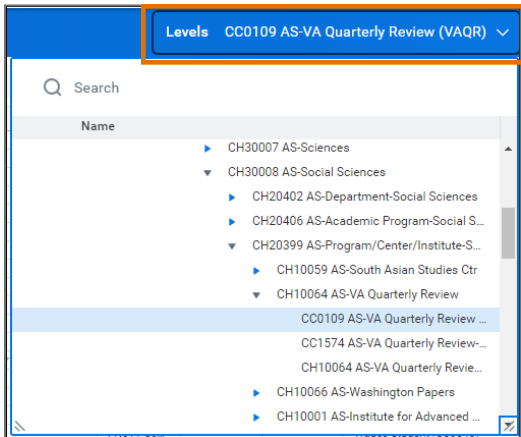 Levels CC0109 AS-VA Quarterly Review (VAQR)
Search
Name
CH30007 AS-Sciences
CH30008 AS-Social Sciences
CH20402 AS-Department-Social Sciences
CH20406 AS-Academic Program-Social S...
CH20399 AS-Program/Center/Institute-S...
CH10059 AS-South Asian Studies Ctr
CH10064 AS-VA Quarterly Review
CC0109 AS-VA Quarterly Review ...
CC1574 AS-VA Quarterly Review-...
CH10064 AS-VA Quarterly Revie...
CH10066 AS-Washington Papers
CH10001 AS-Institute for Advanced ...